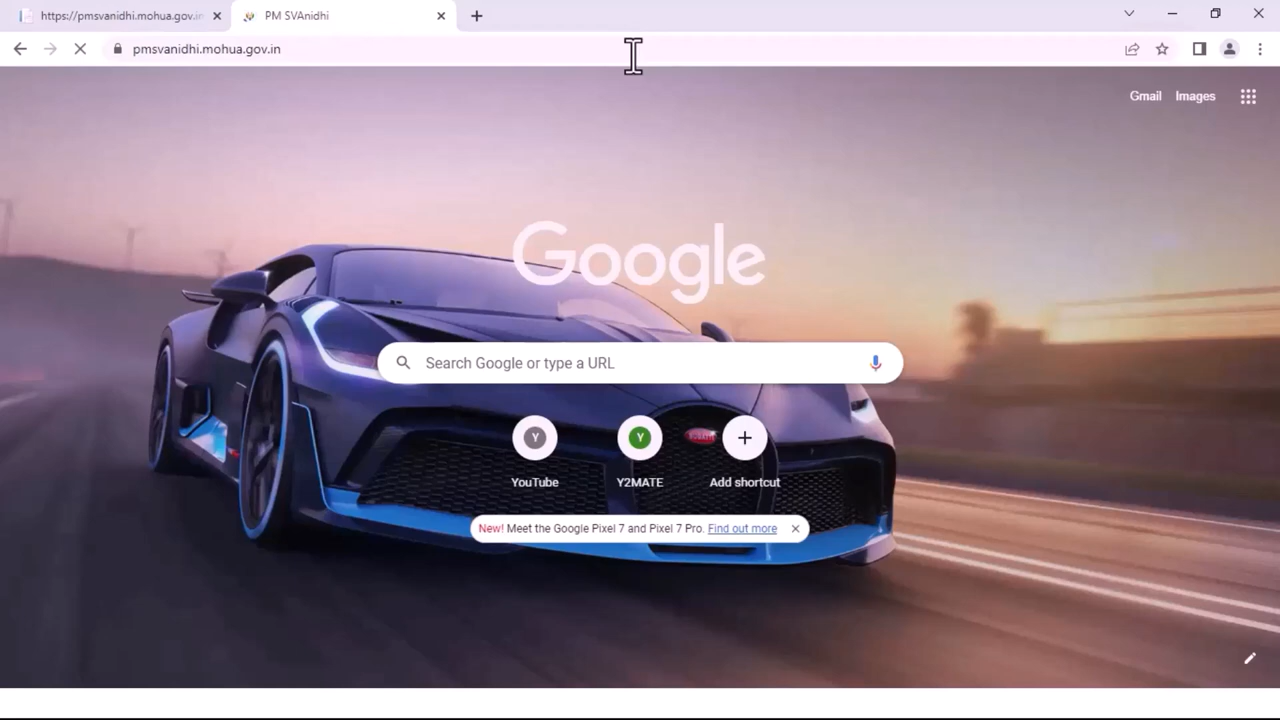 https://pmsvanidhi.mohua.gov.in
PM SVAnidhi
pmsvanidhi.mohua.gov.in
Gmail
Images
Google
Search Google or type a URL
Y
Y
YouTube
Y2MATE
Add shortcut
New! Meet the Google Pixel 7 and Pixel 7 Pro. Find out more